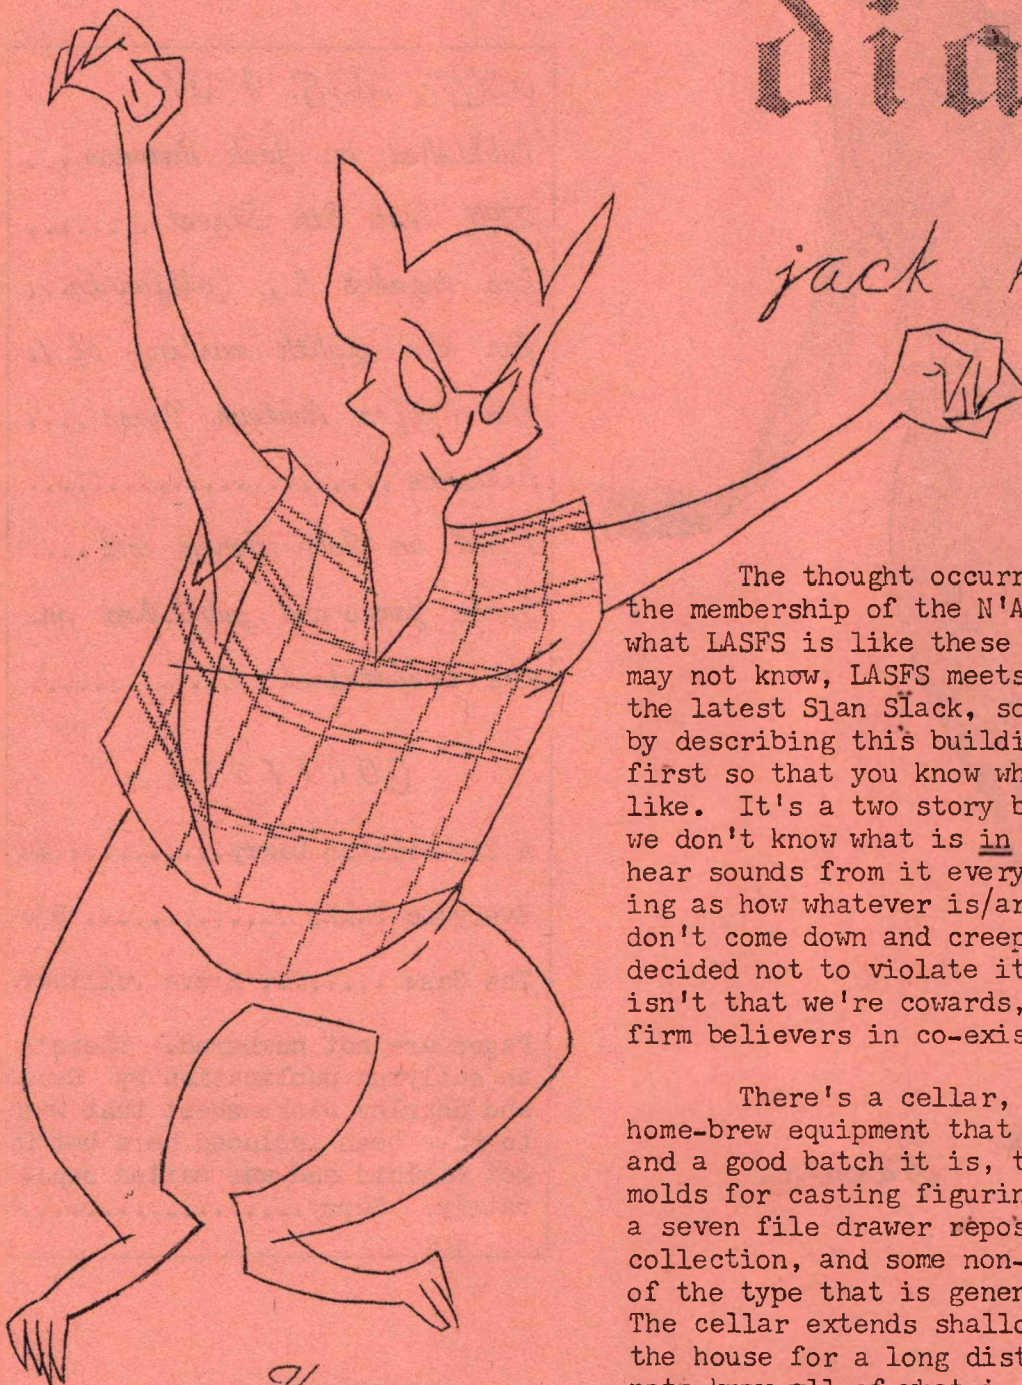 dia
jack
The thought occurr
the membership of the N'A
what LASFS is like these
may not know, LASFS meets
the latest Slan Slack, so
by describing this buildi
first so that you know wh
like. It's a two story b
we don't know what is in
hear sounds from it every
ing as how whatever is/ar
don't come down and creep
decided not to violate it
isn't that we're cowards,
firm believers in co-exis
There's a cellar,
home-brew equipment that
and a good batch it is, t
molds for casting figurin
a seven file drawer repos
collection, and some non-
of the type that is gener
The cellar extends shallo
the house for a long dist